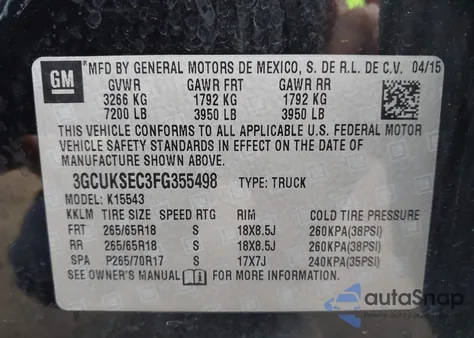 GM
MFD BY GENERAL MOTORS DE MEXICO, S. DE R.L. DE C.V. 04/15
GVWR GAWR FRT GAWR RR
3266 KG 1792 KG 1792 KG
7200 LB 3950 LB 3950 LB
THIS VEHICLE CONFORMS TO ALL APPLICABLE U.S. FEDERAL MOTOR
VEHICLE SAFETY STANDARDS IN EFFECT ON THE DATE OF
MANUFACTURE SHOWN ABOVE.
3GCUKSEC3FG355498 TYPE: TRUCK
MODEL: K15543
KKLM TIRE SIZE SPEED RTG RIM COLD TIRE PRESSURE
FRT 265/65R18 S 18X8.5J 260KPA(38PSI)
RR 265/65R18 S 18X8.5J 260KPA(38PSI)
SPA P265/70R17 S 17X7J 240KPA(35PSI)
SEE OWNER'S MANUAL FOR MORE INFORMATION.
autoSnap